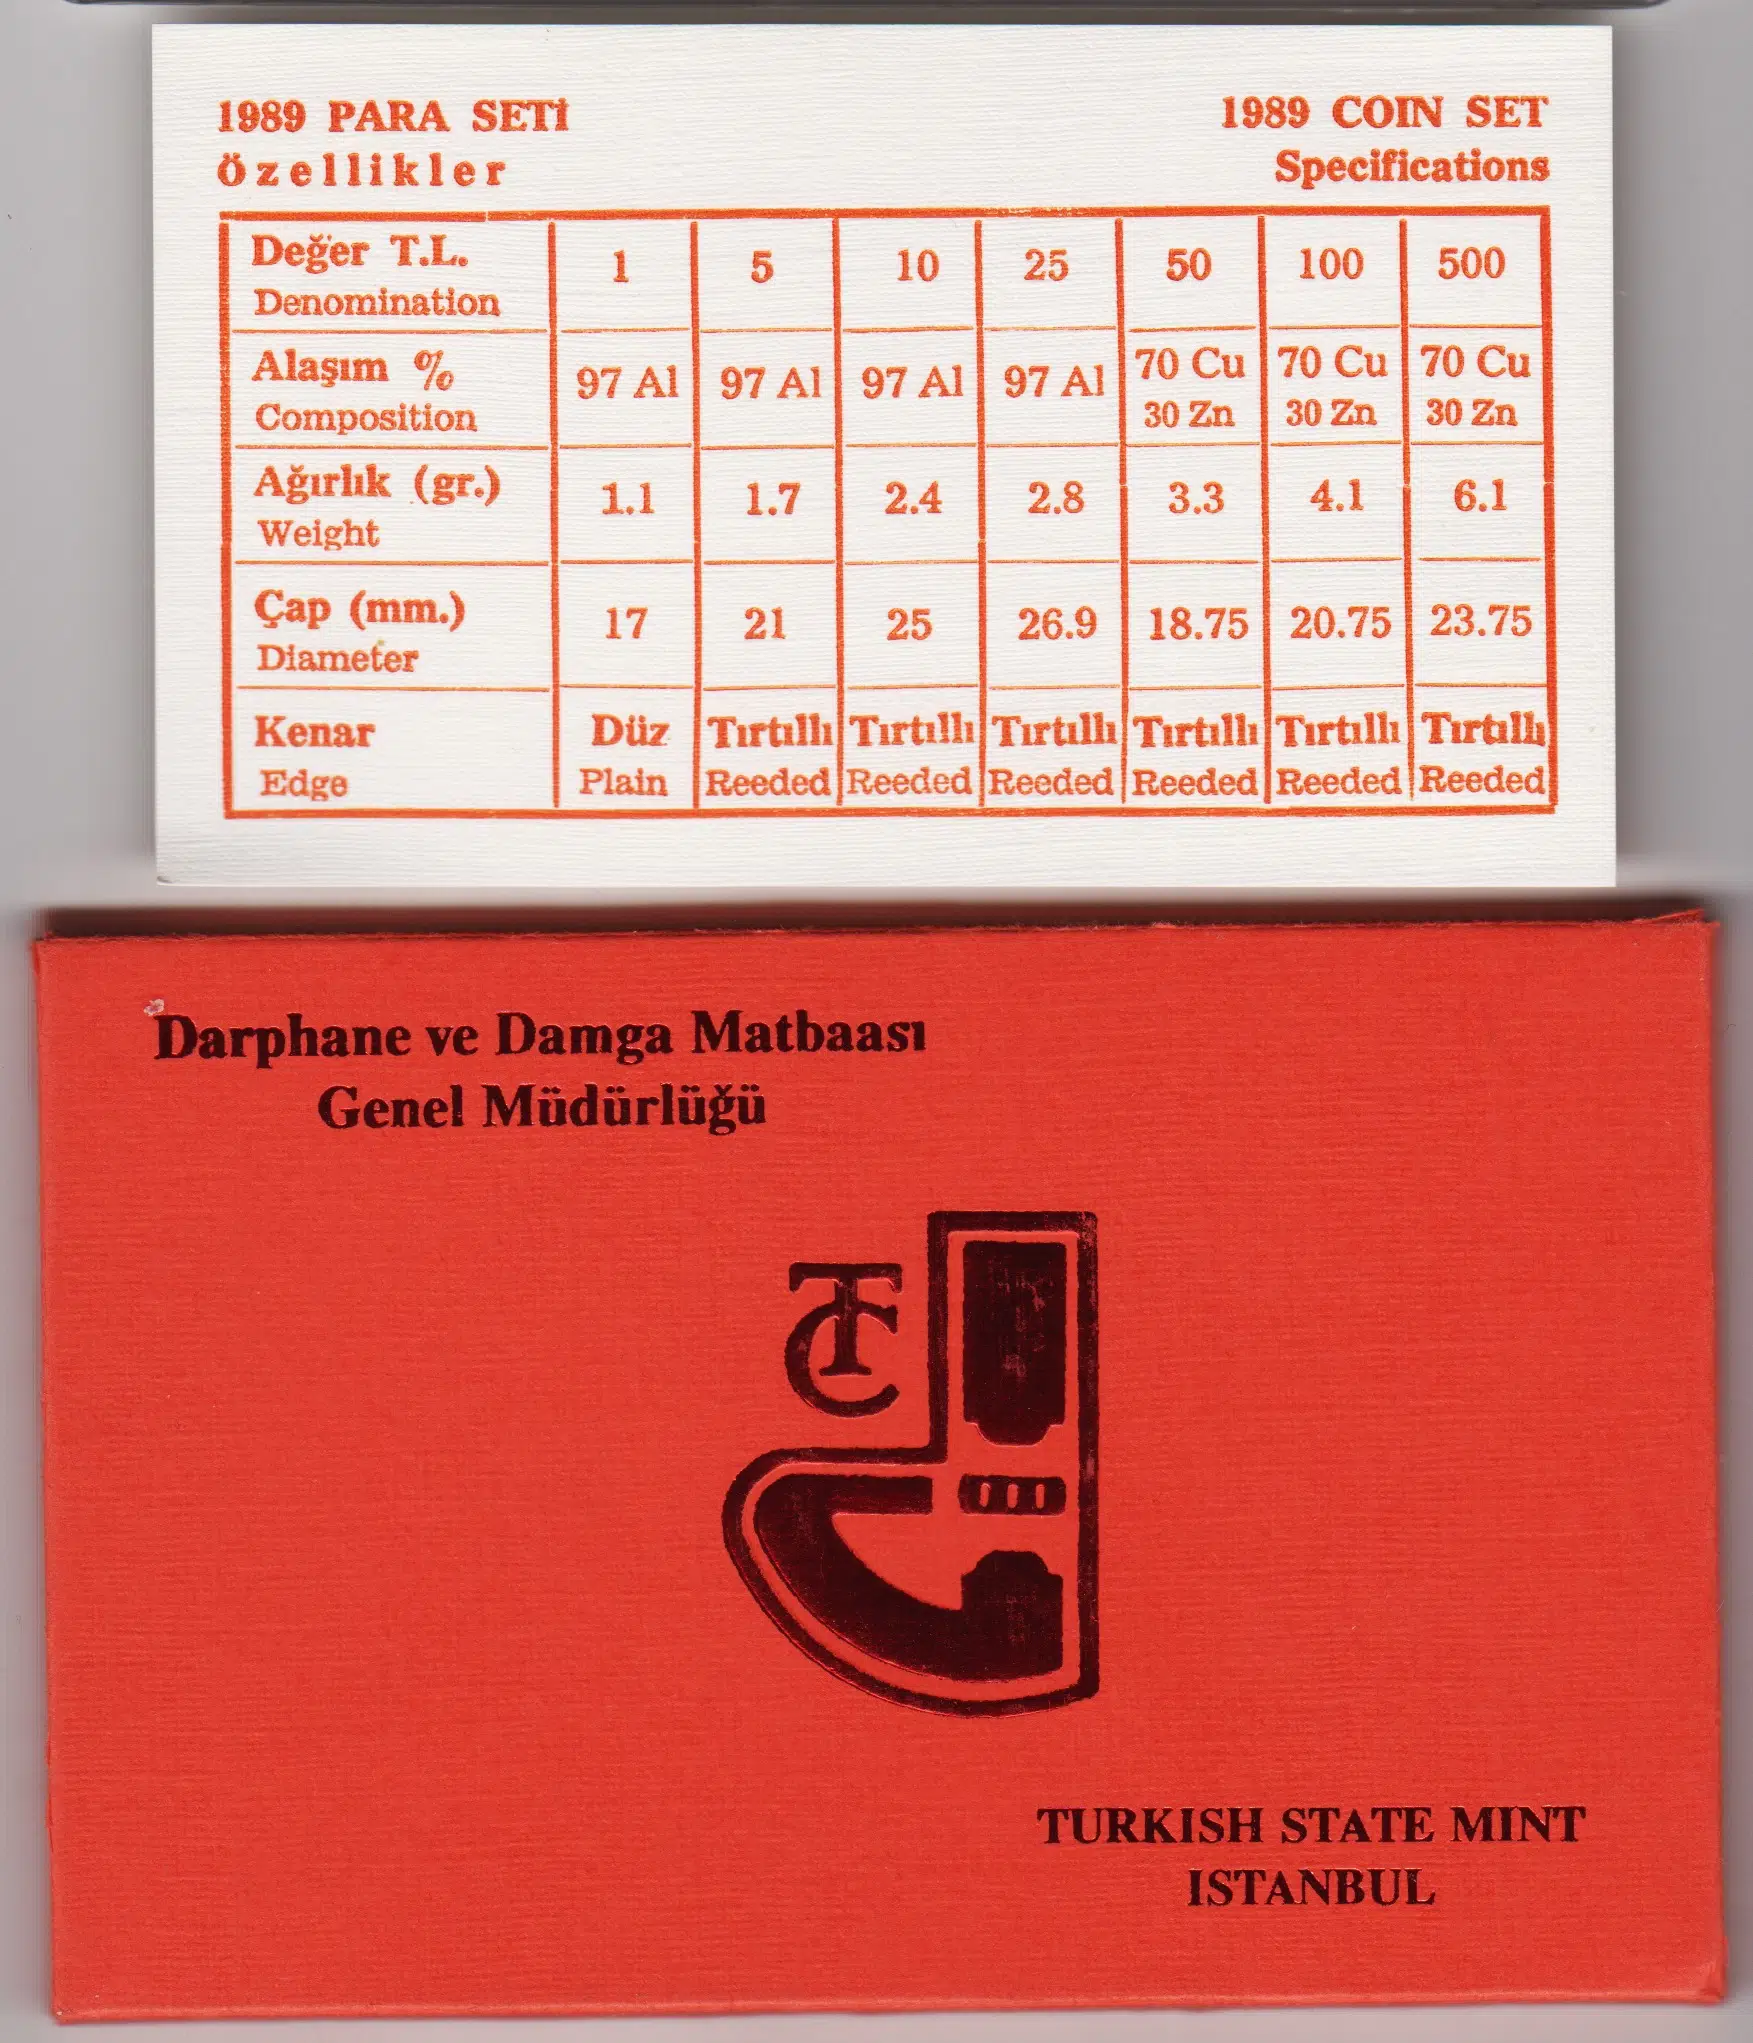 1989 PARA SETİ 1989 COIN SET
Özellikler Specifications
Değer T.L. 1 5 10 25 50 100 500
Denomination
Alaşım % 97 Al 97 Al 97 Al 97 Al 70 Cu 70 Cu 70 Cu
Composition 30 Zn 30 Zn 30 Zn
Ağırlık (gr.) 1.1 1.7 2.4 2.8 3.3 4.1 6.1
Weight
Çap (mm.) 17 21 25 26.9 18.75 20.75 23.75
Diameter
Kenar Düz Tırtıllı Tırtıllı Tırtıllı Tırtıllı Tırtıllı Tırtıllı
Edge Plain Reeded Reeded Reeded Reeded Reeded Reeded
Darphane ve Damga Matbaası
Genel Müdürlüğü
TC
TURKISH STATE MINT
ISTANBUL